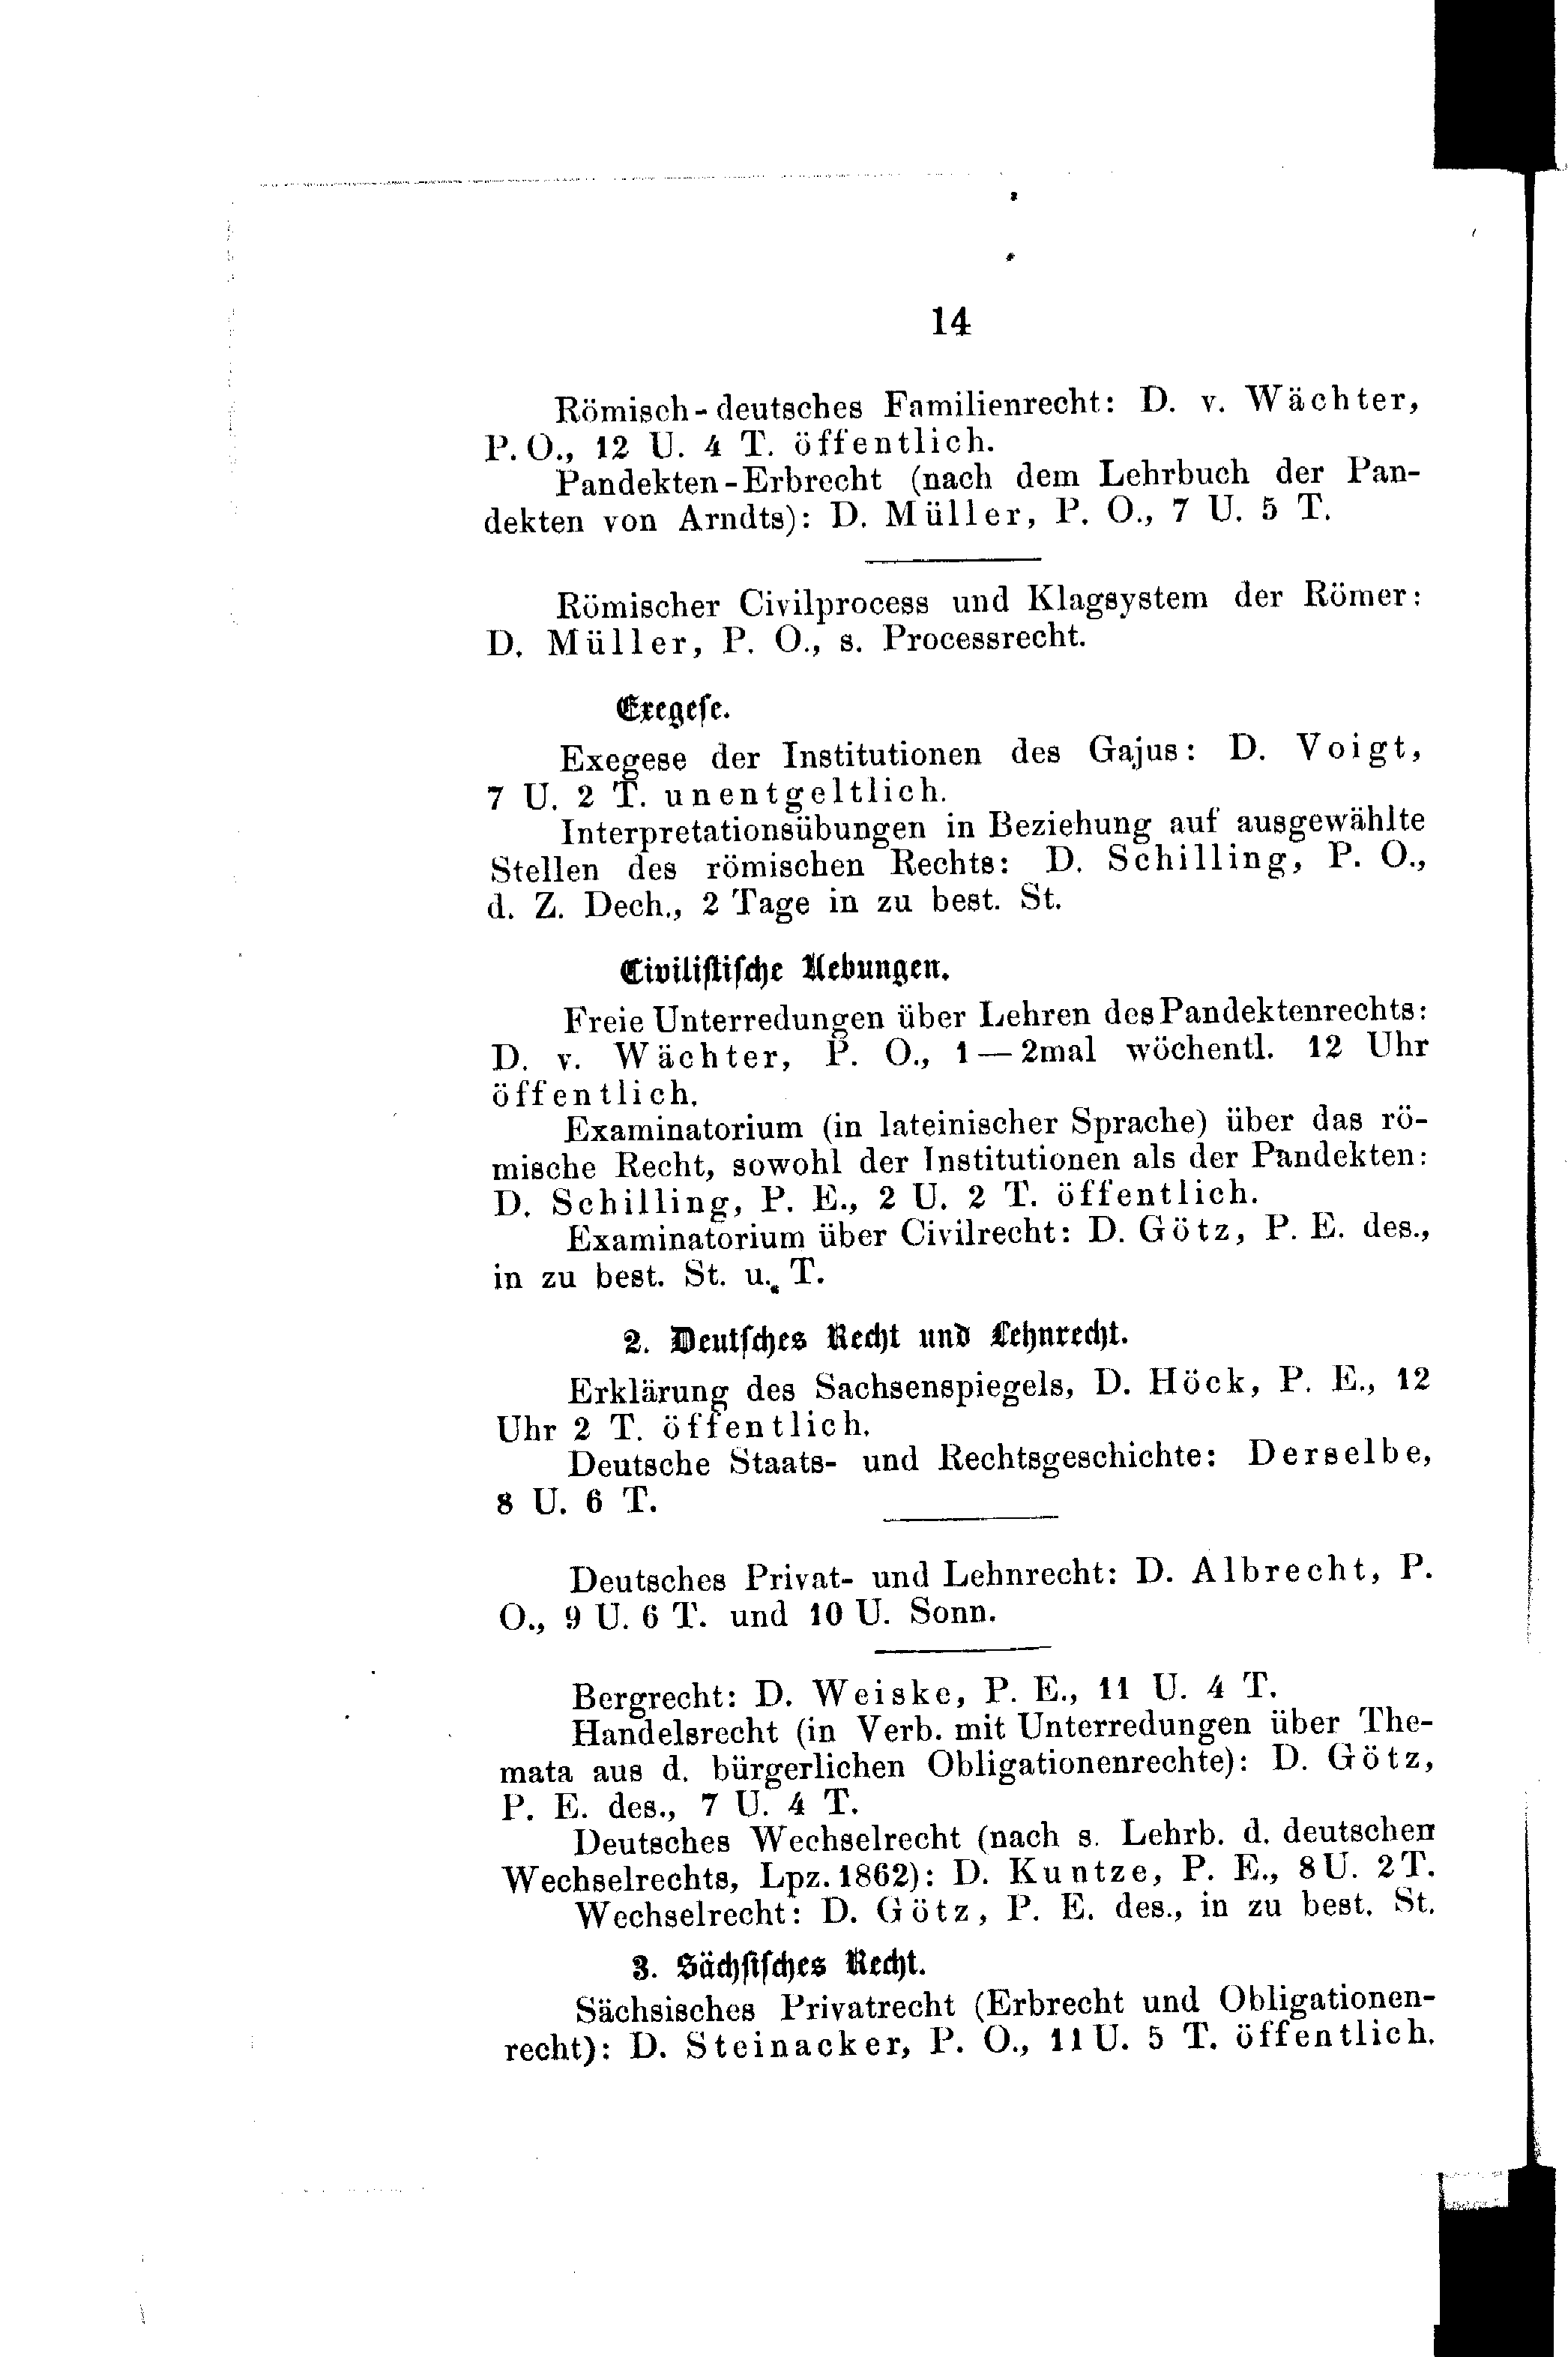 14
Römisch-deutsches Familienrecht: D. v. Wächter,
P. O., 12 U. 4 T. öffentlich.
Pandekten-Erbrecht (nach dem Lehrbuch der Pan-
dekten von Arndts): D. Müller, P. O., 7 U. 5 T.
Römischer Civilprocess und Klagsystem der Römer:
D. Müller, P. O., s. Processrecht.
Exegese.
Exegese der Institutionen des Gajus: D. Voigt,
7 U. 2 T. unentgeltlich.
Interpretationsübungen in Beziehung auf ausgewählte
Stellen des römischen Rechts: D. Schilling, P. O.,
d. Z. Dech., 2 Tage in zu best. St.
Civilistische Uebungen.
Freie Unterredungen über Lehren des Pandektenrechts:
D. v. Wächter, P. O., 1—2mal wöchentl. 12 Uhr
öffentlich.
Examinatorium (in lateinischer Sprache) über das rö-
mische Recht, sowohl der Institutionen als der Pandekten:
D. Schilling, P. E., 2 U. 2 T. öffentlich.
Examinatorium über Civilrecht: D. Götz, P. E. des.,
in zu best. St. u. T.
2. Deutsches Recht und Lehnrecht.
Erklärung des Sachsenspiegels, D. Höck, P. E., 12
Uhr 2 T. öffentlich.
Deutsche Staats- und Rechtsgeschichte: Derselbe,
8 U. 6 T.
Deutsches Privat- und Lehnrecht: D. Albrecht, P.
O., 9 U. 6 T. und 10 U. Sonn.
Bergrecht: D. Weiske, P. E., 11 U. 4 T.
Handelsrecht (in Verb. mit Unterredungen über The-
mata aus d. bürgerlichen Obligationenrechte): D. Götz,
P. E. des., 7 U. 4 T.
Deutsches Wechselrecht (nach s. Lehrb. d. deutschen
Wechselrechts, Lpz. 1862): D. Kuntze, P. E., 8 U. 2 T.
Wechselrecht: D. Götz, P. E. des., in zu best. St.
3. Sächsisches Recht.
Sächsisches Privatrecht (Erbrecht und Obligationen-
recht): D. Steinacker, P. O., 11 U. 5 T. öffentlich.